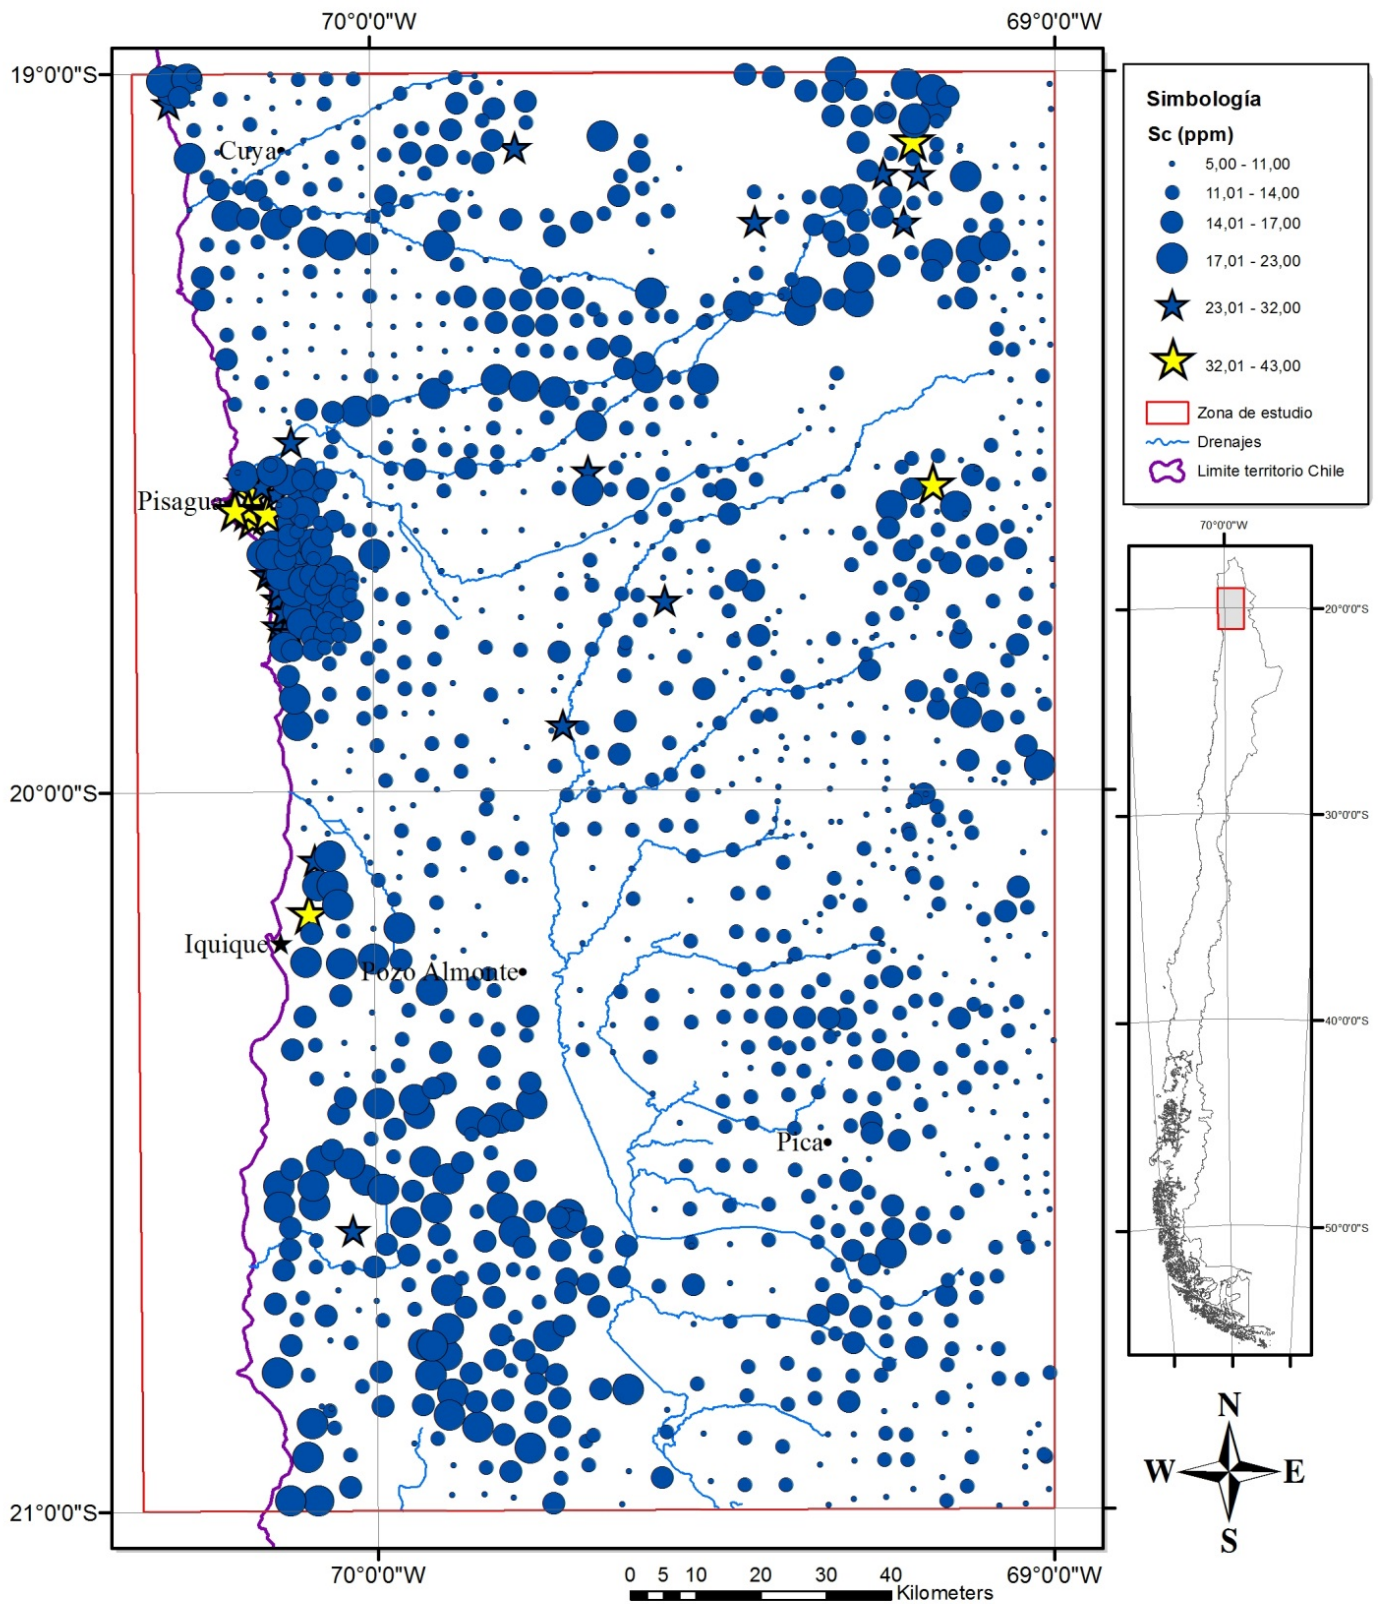 70°0'0"W
69°0'0"W
19°0'0"S
20°0'0"S
21°0'0"S
Cuya
Pisagua
Iquique
Pozo Almonte
Pica
70°0'0"W
69°0'0"W
0 5 10 20 30 40
Kilometers
Simbología
Sc (ppm)
5,00 - 11,00
11,01 - 14,00
14,01 - 17,00
17,01 - 23,00
23,01 - 32,00
32,01 - 43,00
Zona de estudio
Drenajes
Limite territorio Chile
70°0'0"W
20°0'0"S
30°0'0"S
40°0'0"S
50°0'0"S
N
W E
S